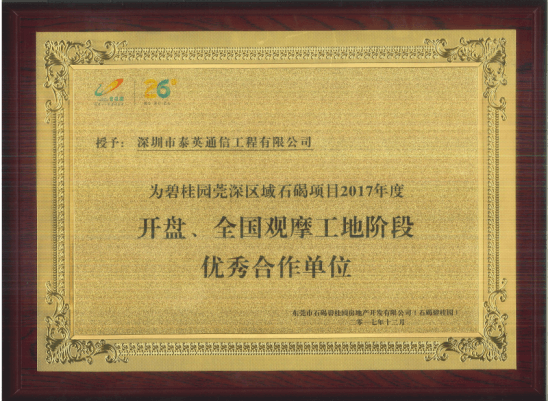 26°
授予：深圳市泰英通信工程有限公司
为碧桂园莞深区域石碣项目2017年度
开盘、全国观摩工地阶段
优秀合作单位
东莞市石碣碧桂园房地产开发有限公司（石碣碧桂园）
二零一七年十二月